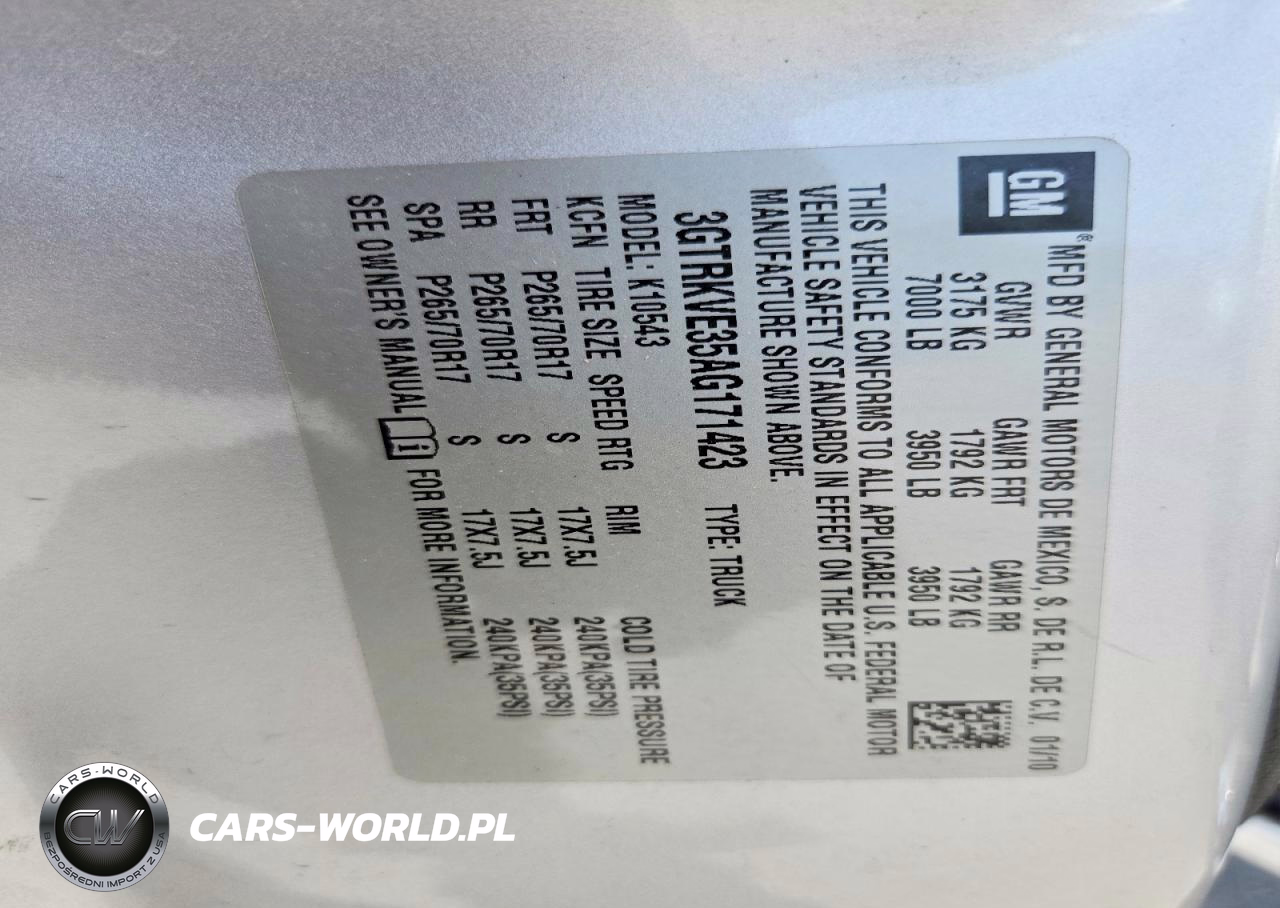 GM
® MFD BY GENERAL MOTORS DE MEXICO, S. DE R.L. DE C.V. 01/10
GVWR GAWR FRT GAWR RR
3175 KG 1792 KG 1792 KG
7000 LB 3950 LB 3950 LB
THIS VEHICLE CONFORMS TO ALL APPLICABLE U.S. FEDERAL MOTOR
VEHICLE SAFETY STANDARDS IN EFFECT ON THE DATE OF
MANUFACTURE SHOWN ABOVE.
3GTRKVE35AG171423 TYPE: TRUCK
MODEL: K10543
KCFN TIRE SIZE SPEED RTG RIM COLD TIRE PRESSURE
FRT P265/70R17 S 17X7.5J 240KPA(35PSI)
RR P265/70R17 S 17X7.5J 240KPA(35PSI)
SPA P265/70R17 S 17X7.5J 240KPA(35PSI)
SEE OWNER'S MANUAL i FOR MORE INFORMATION.
CARS-WORLD
CW
BEZPOŚREDNI IMPORT Z USA
CARS-WORLD.PL